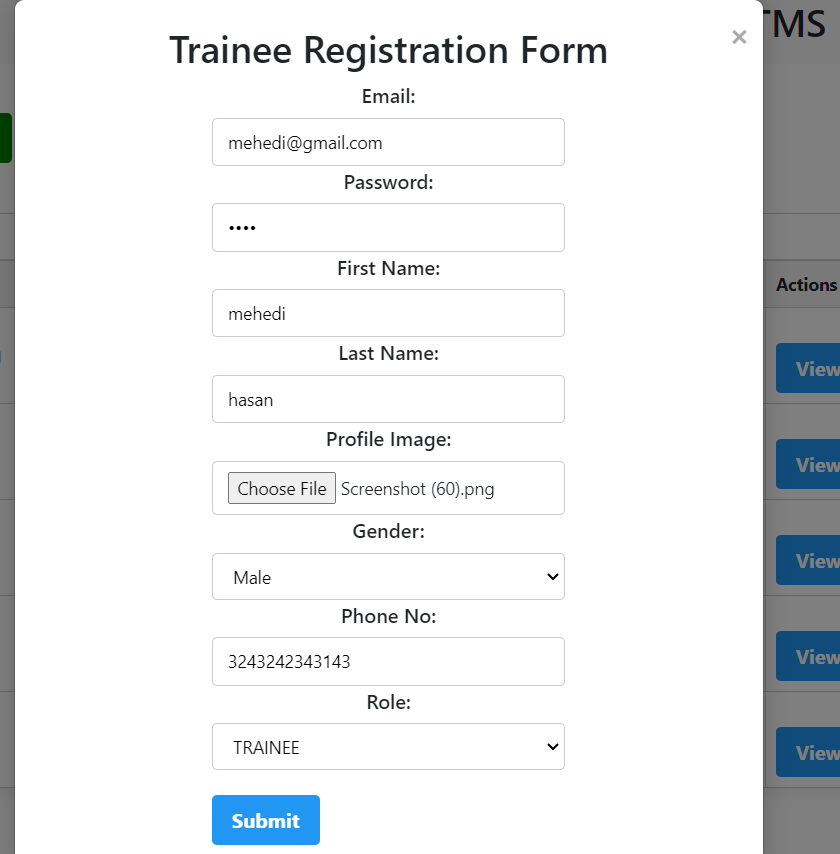 TMS
×
Trainee Registration Form
Email:
mehedi@gmail.com
Password:
••••
First Name:
mehedi
Last Name:
hasan
Profile Image:
Choose File Screenshot (60).png
Gender:
Male
Phone No:
3243242343143
Role:
TRAINEE
Submit
Actions
View
View
View
View
View